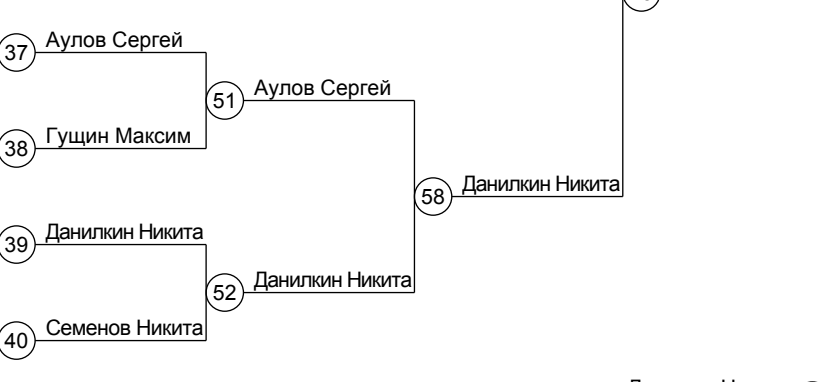 37 Аулов Сергей
51 Аулов Сергей
38 Гущин Максим
58 Данилкин Никита
39 Данилкин Никита
52 Данилкин Никита
40 Семенов Никита